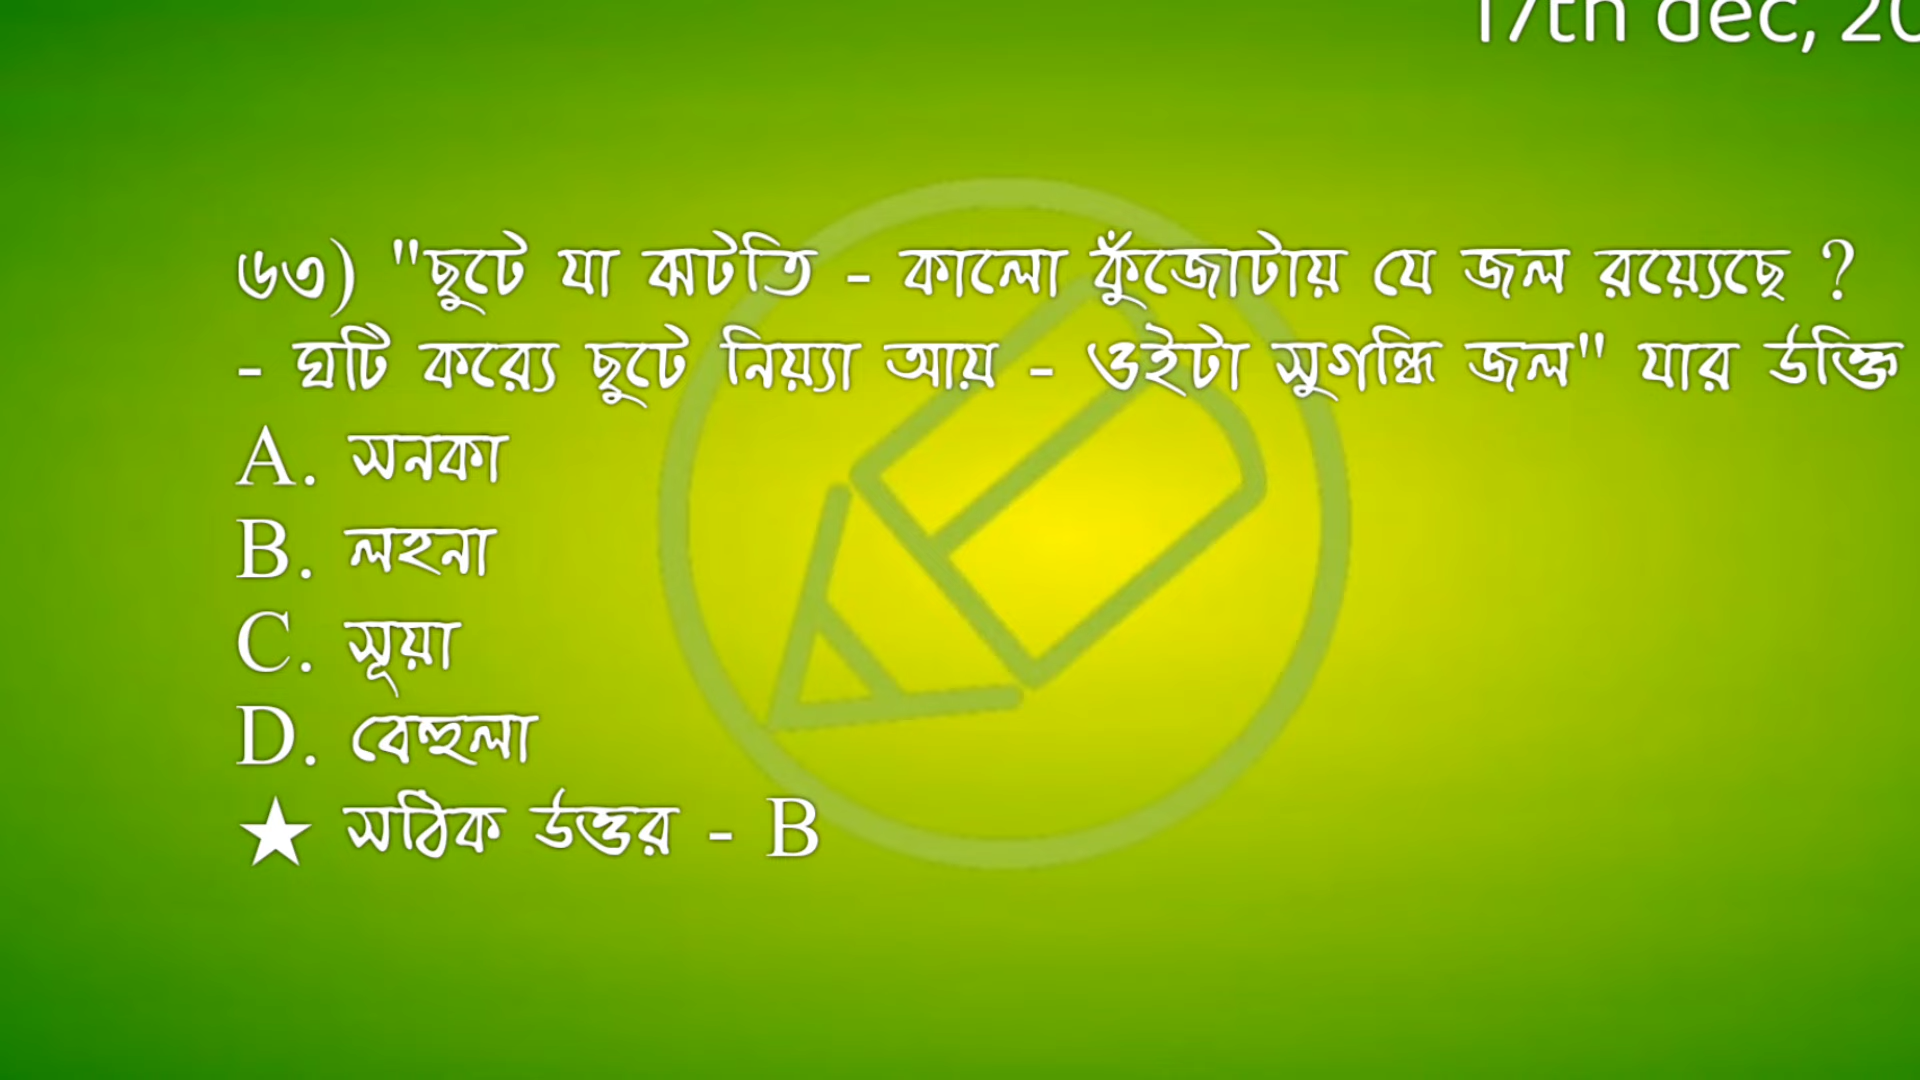 17th dec, 20
৬৩) "ছুটে যা ঝটতি - কালো কুঁজোটায় যে জল রয়্যেছে ?
- ঘটি কর‍্যে ছুটে নিয়্যা আয় - ওইটা সুগন্ধি জল" যার উক্তি
A. সনকা
B. লহনা
C. সূয়া
D. বেহুলা
★ সঠিক উত্তর - B